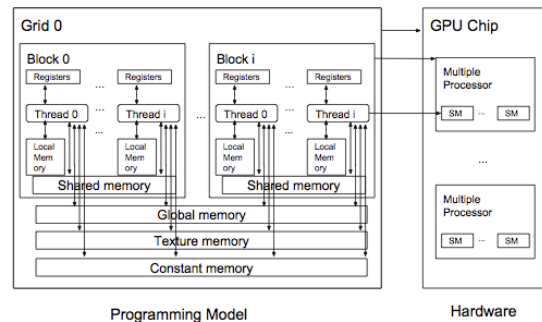 Grid 0
Block 0
Registers
...
Registers
Thread 0
...
Thread i
...
Local
Mem
ory
Local
Mem
ory
Shared memory
...
Block i
Registers
...
Registers
Thread 0
...
Thread i
...
Local
Mem
ory
Local
Mem
ory
Shared memory
Global memory
Texture memory
Constant memory
Programming Model
GPU Chip
Multiple
Processor
SM ... SM
...
Multiple
Processor
SM ... SM
Hardware